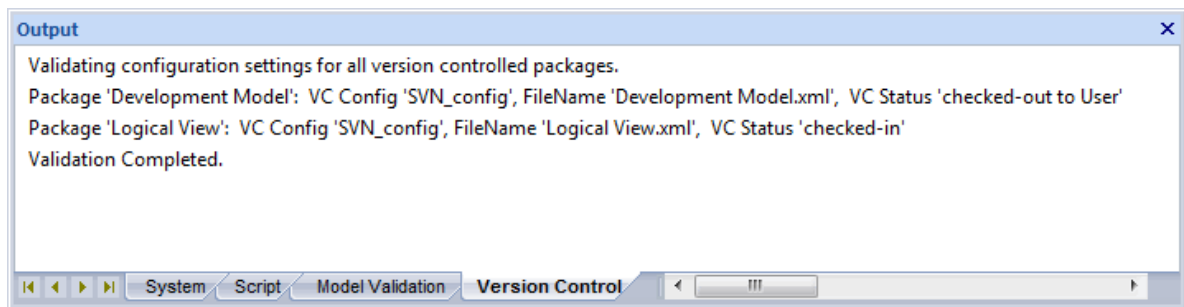 Output
Validating configuration settings for all version controlled packages.
Package 'Development Model':  VC Config 'SVN_config', FileName 'Development Model.xml',  VC Status 'checked-out to User'
Package 'Logical View':  VC Config 'SVN_config', FileName 'Logical View.xml',  VC Status 'checked-in'
Validation Completed.
System Script Model Validation Version Control